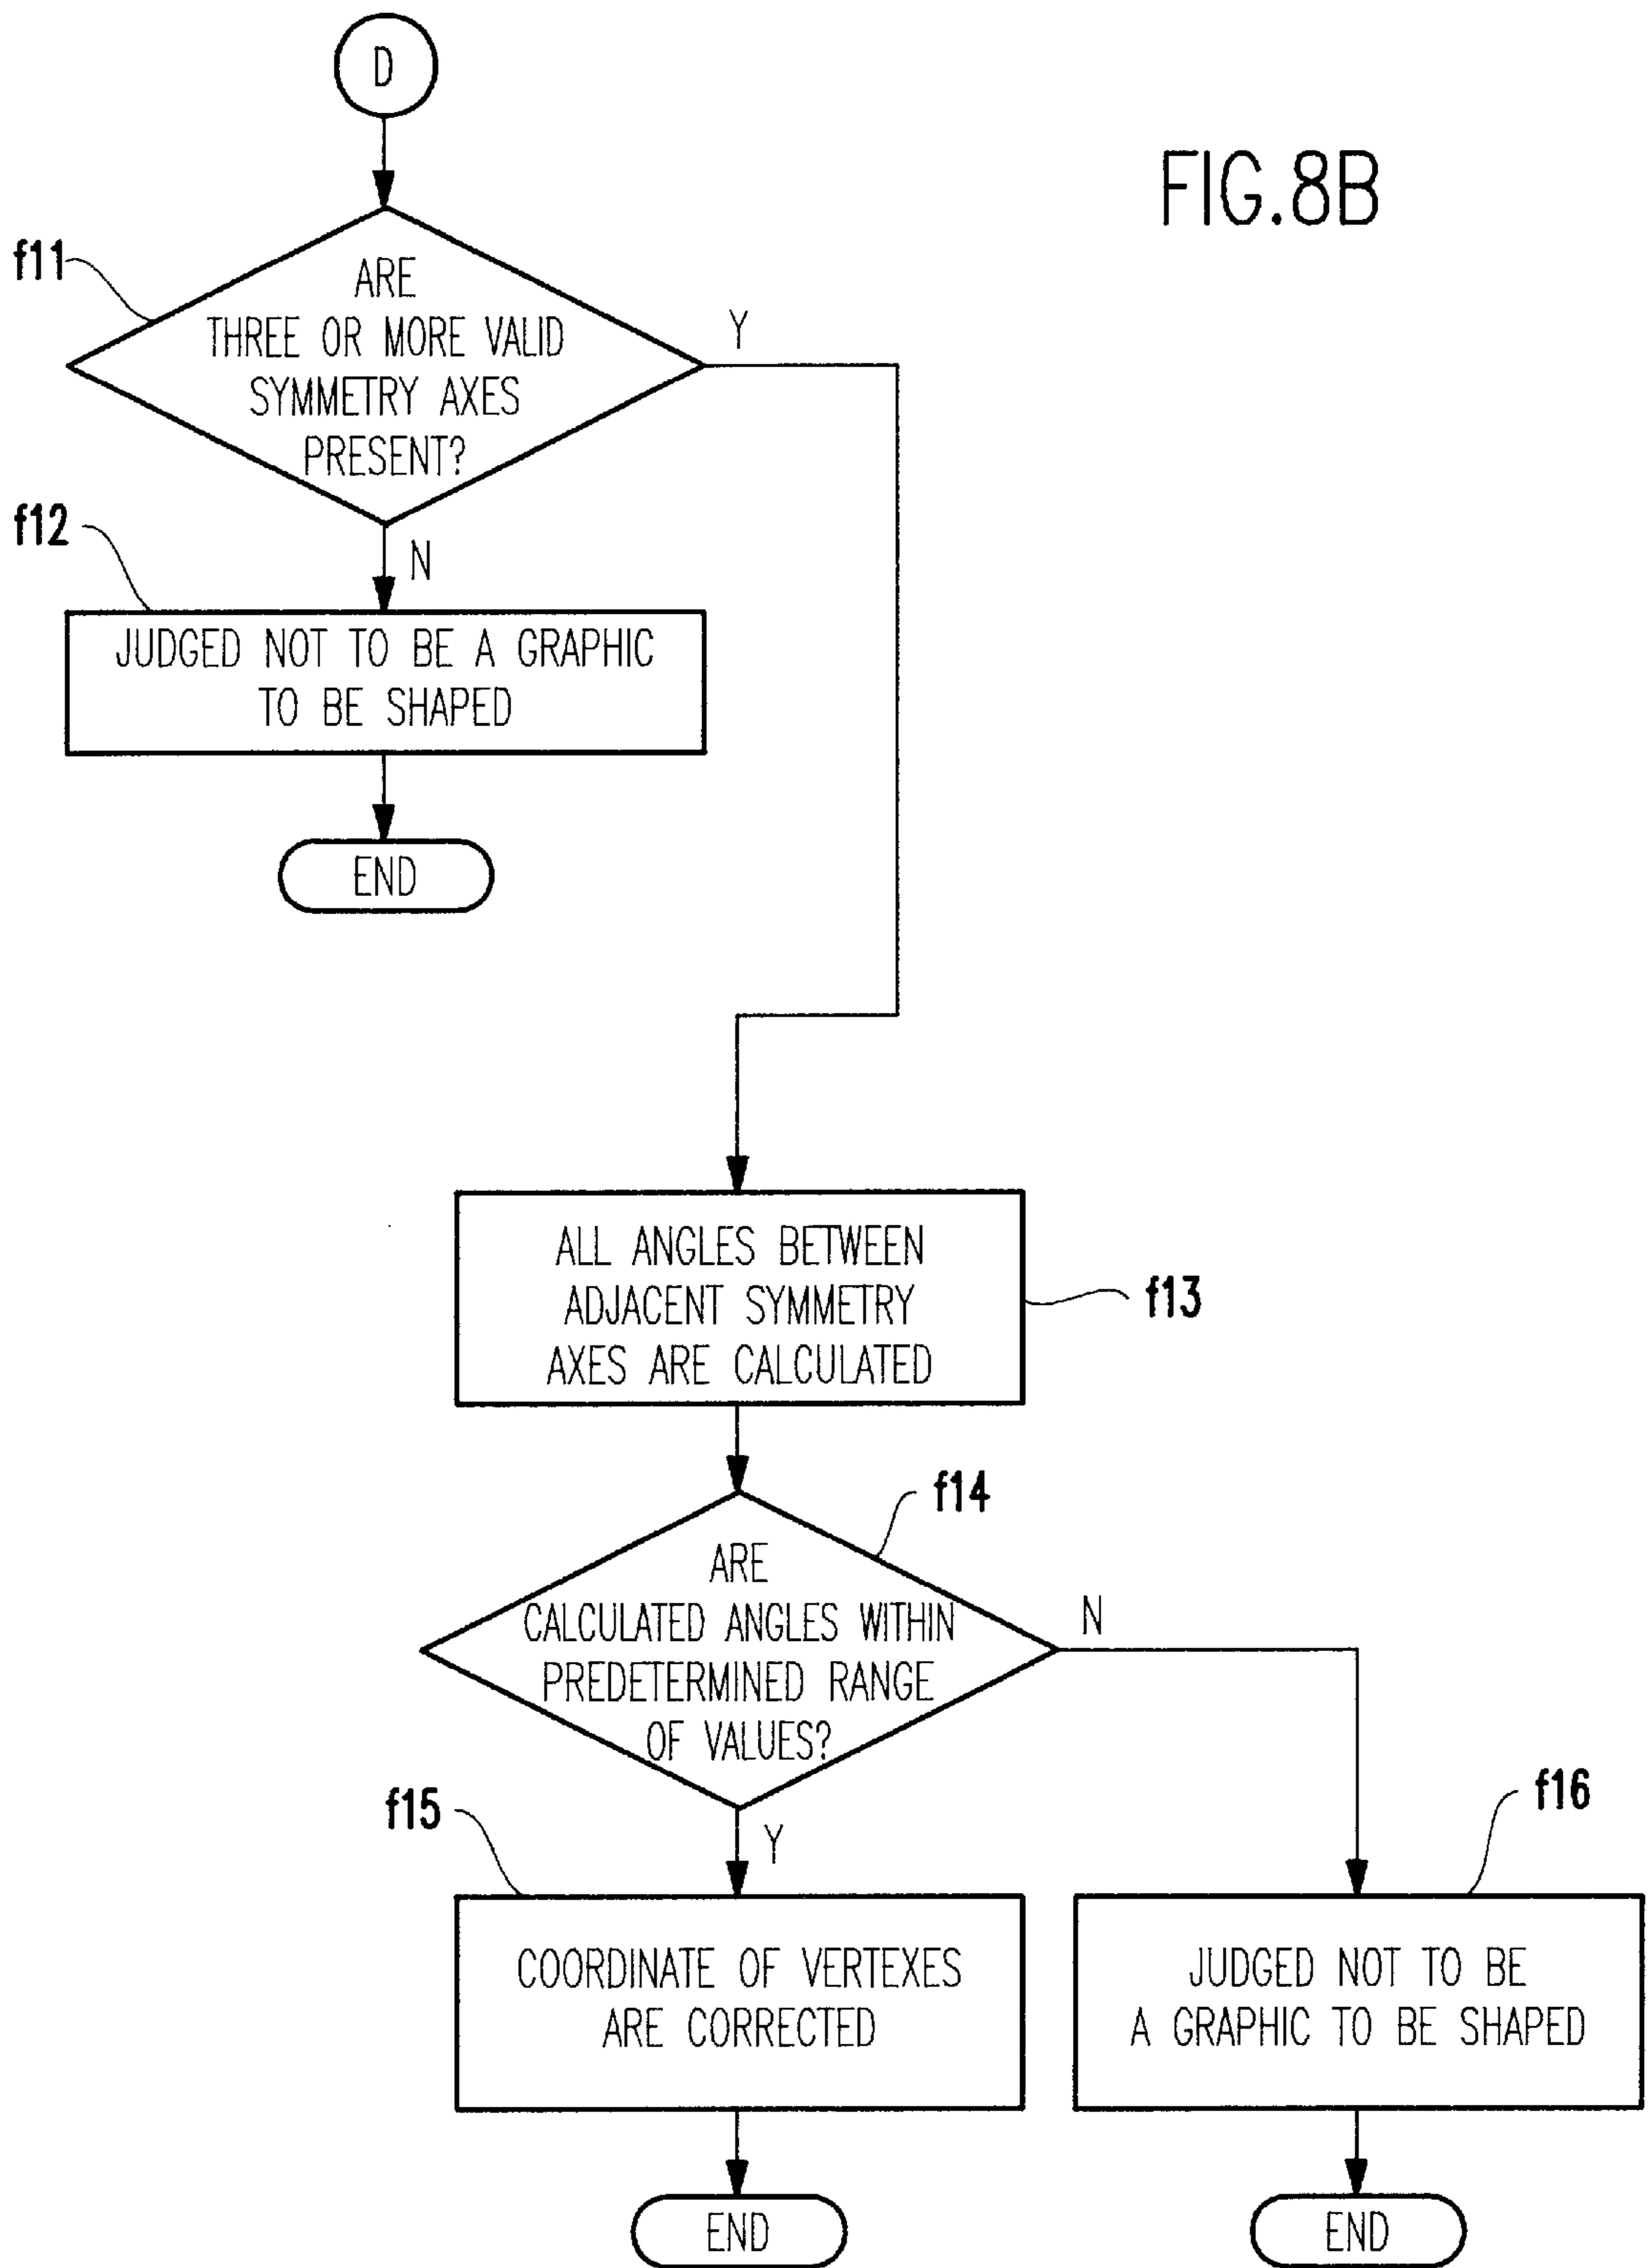 D
FIG.8B
f11
ARE
THREE OR MORE VALID
SYMMETRY AXES
PRESENT?
Y
f12
N
JUDGED NOT TO BE A GRAPHIC
TO BE SHAPED
END
ALL ANGLES BETWEEN
ADJACENT SYMMETRY
AXES ARE CALCULATED
f13
f14
ARE
CALCULATED ANGLES WITHIN
PREDETERMINED RANGE
OF VALUES?
N
f15
Y
f16
COORDINATE OF VERTEXES
ARE CORRECTED
JUDGED NOT TO BE
A GRAPHIC TO BE SHAPED
END
END